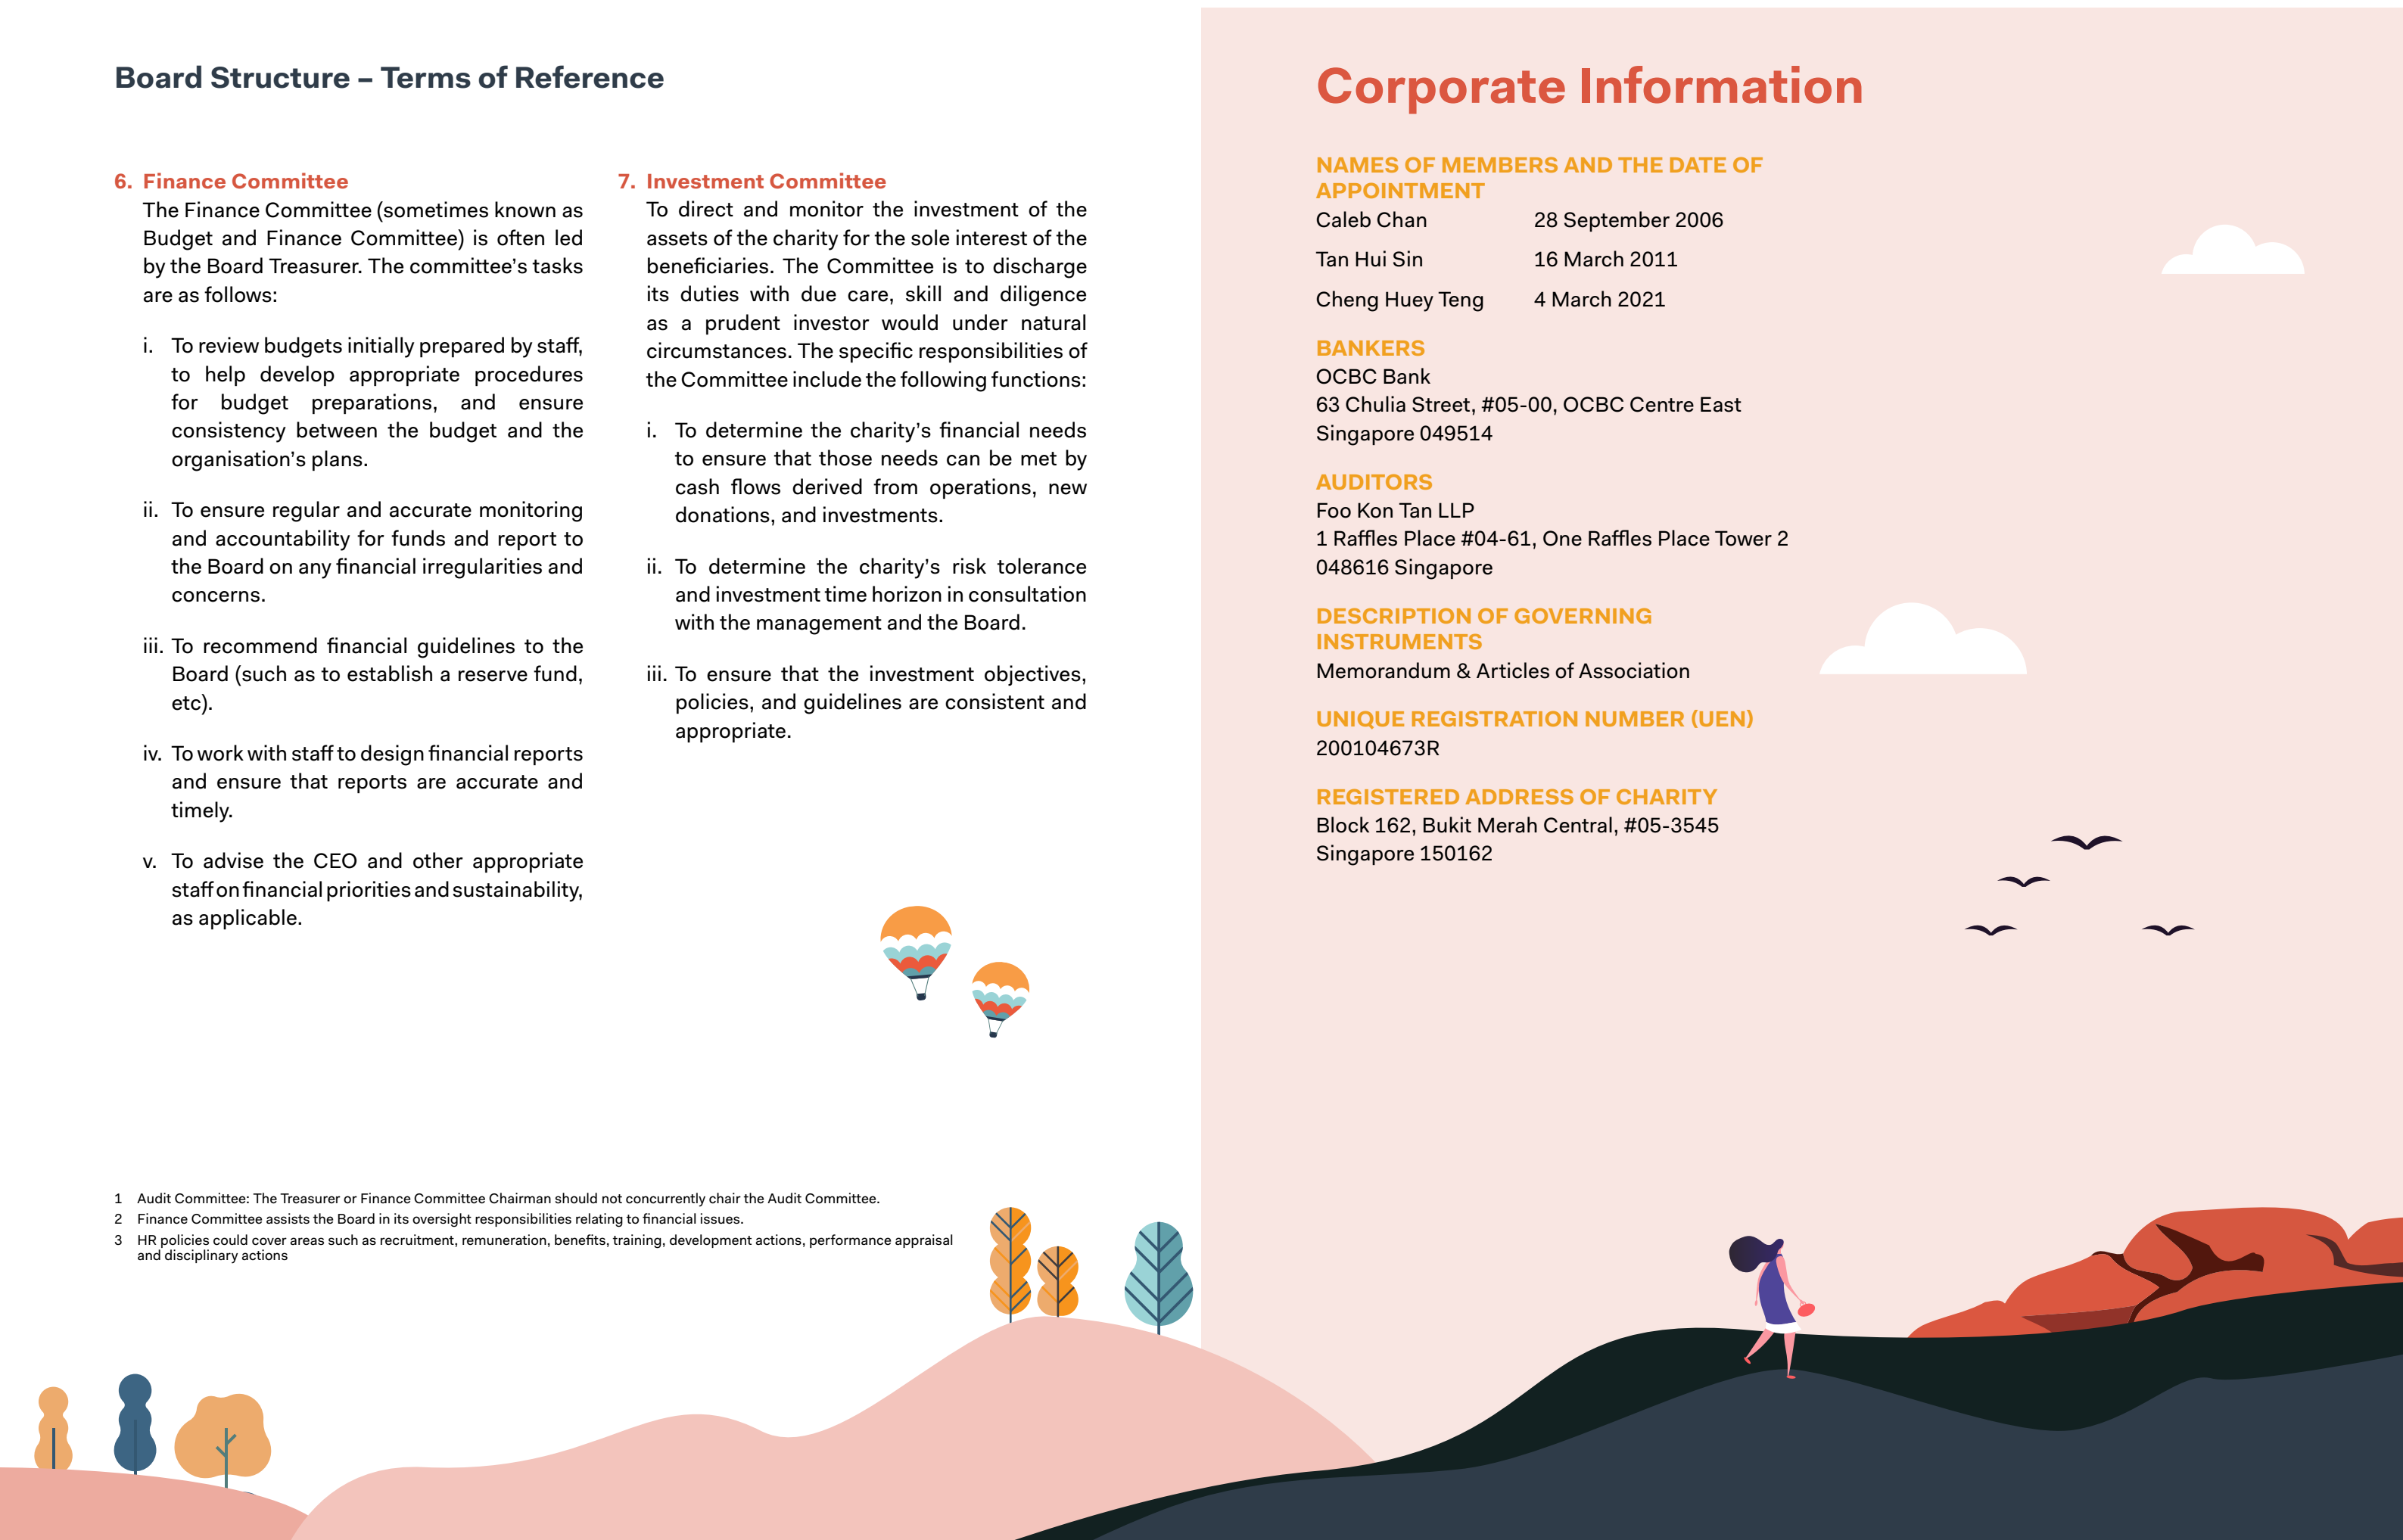 Board Structure – Terms of Reference
6. Finance Committee
The Finance Committee (sometimes known as
Budget and Finance Committee) is often led
by the Board Treasurer. The committee’s tasks
are as follows:
i. To review budgets initially prepared by staff,
to help develop appropriate procedures
for budget preparations, and ensure
consistency between the budget and the
organisation’s plans.
ii. To ensure regular and accurate monitoring
and accountability for funds and report to
the Board on any financial irregularities and
concerns.
iii. To recommend financial guidelines to the
Board (such as to establish a reserve fund,
etc).
iv. To work with staff to design financial reports
and ensure that reports are accurate and
timely.
v. To advise the CEO and other appropriate
staff on financial priorities and sustainability,
as applicable.
7. Investment Committee
To direct and monitor the investment of the
assets of the charity for the sole interest of the
beneficiaries. The Committee is to discharge
its duties with due care, skill and diligence
as a prudent investor would under natural
circumstances. The specific responsibilities of
the Committee include the following functions:
i. To determine the charity’s financial needs
to ensure that those needs can be met by
cash flows derived from operations, new
donations, and investments.
ii. To determine the charity’s risk tolerance
and investment time horizon in consultation
with the management and the Board.
iii. To ensure that the investment objectives,
policies, and guidelines are consistent and
appropriate.
1 Audit Committee: The Treasurer or Finance Committee Chairman should not concurrently chair the Audit Committee.
2 Finance Committee assists the Board in its oversight responsibilities relating to financial issues.
3 HR policies could cover areas such as recruitment, remuneration, benefits, training, development actions, performance appraisal
and disciplinary actions
Corporate Information
NAMES OF MEMBERS AND THE DATE OF
APPOINTMENT
Caleb Chan 28 September 2006
Tan Hui Sin 16 March 2011
Cheng Huey Teng 4 March 2021
BANKERS
OCBC Bank
63 Chulia Street, #05-00, OCBC Centre East
Singapore 049514
AUDITORS
Foo Kon Tan LLP
1 Raffles Place #04-61, One Raffles Place Tower 2
048616 Singapore
DESCRIPTION OF GOVERNING
INSTRUMENTS
Memorandum & Articles of Association
UNIQUE REGISTRATION NUMBER (UEN)
200104673R
REGISTERED ADDRESS OF CHARITY
Block 162, Bukit Merah Central, #05-3545
Singapore 150162